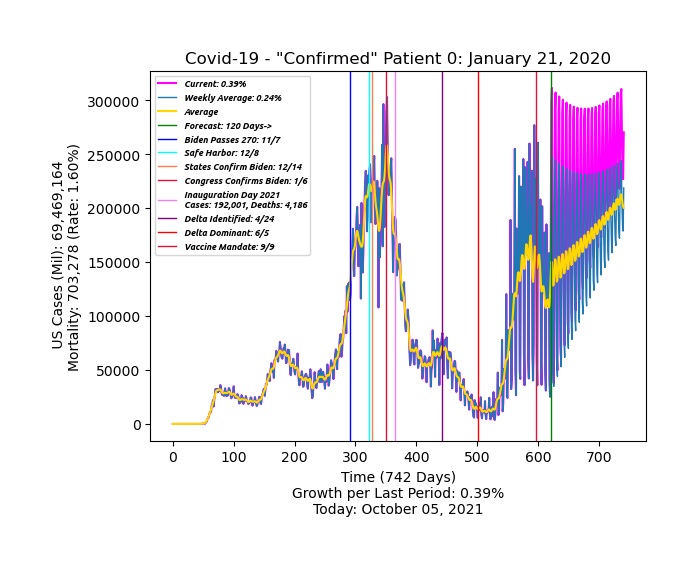 Covid-19 - "Confirmed" Patient 0: January 21, 2020
Current: 0.39%
Weekly Average: 0.24%
Average
Forecast: 120 Days->
Biden Passes 270: 11/7
Safe Harbor: 12/8
States Confirm Biden: 12/14
Congress Confirms Biden: 1/6
Inauguration Day 2021
Cases: 192,001, Deaths: 4,186
Delta Identified: 4/24
Delta Dominant: 6/5
Vaccine Mandate: 9/9
US Cases (Mil): 69,469,164
Mortality: 703,278 (Rate: 1.60%)
300000
250000
200000
150000
100000
50000
0
0 100 200 300 400 500 600 700
Time (742 Days)
Growth per Last Period: 0.39%
Today: October 05, 2021